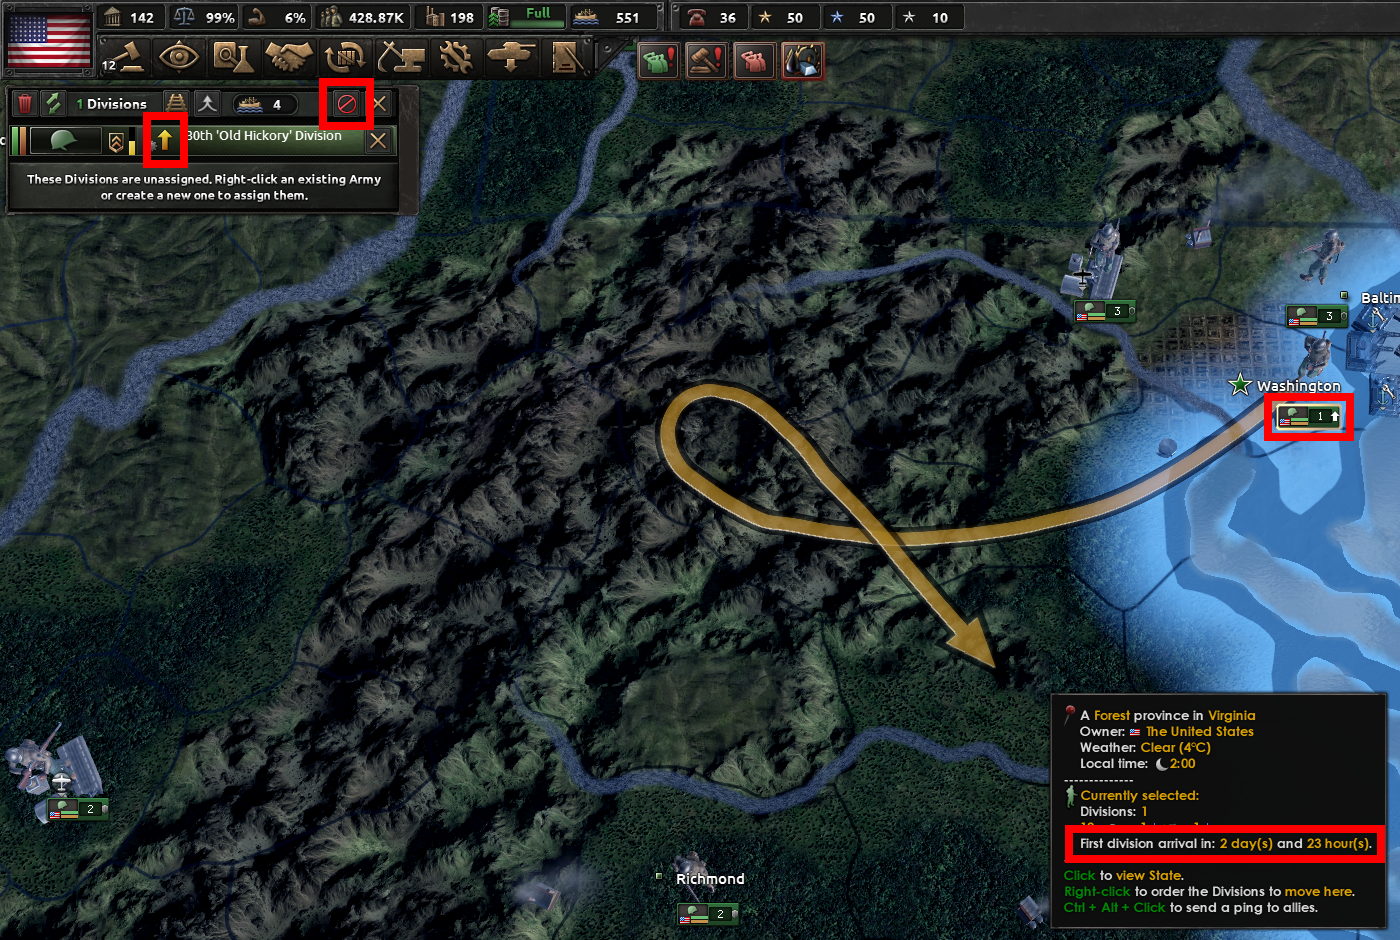 142 99% 6% 428.87K 198 Full 551 36 50 50 10
12
1 Divisions 4
30th 'Old Hickory' Division
These Divisions are unassigned. Right-click an existing Army
or create a new one to assign them.
3
3
Baltim
Washington
1
2
Richmond
2
A Forest province in Virginia
Owner: The United States
Weather: Clear (4°C)
Local time: 2:00
--------------
Currently selected:
Divisions: 1
First division arrival in: 2 day(s) and 23 hour(s).
Click to view State.
Right-click to order the Divisions to move here.
Ctrl + Alt + Click to send a ping to allies.